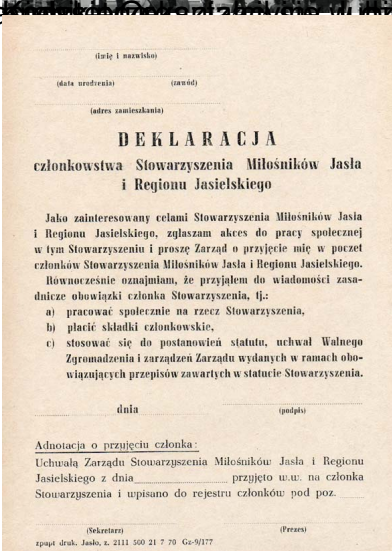 (imię i nazwisko)
(data urodzenia) (zawód)
(adres zamieszkania)
DEKLARACJA
członkowstwa Stowarzyszenia Miłośników Jasła
i Regionu Jasielskiego
Jako zainteresowany celami Stowarzyszenia Miłośników Jasła
i Regionu Jasielskiego, zgłaszam akces do pracy społecznej
w tym Stowarzyszeniu i proszę Zarząd o przyjęcie mię w poczet
członków Stowarzyszenia Miłośników Jasła i Regionu Jasielskiego.
Równocześnie oznajmiam, że przyjąłem do wiadomości zasa-
dnicze obowiązki członka Stowarzyszenia, tj.:
a) pracować społecznie na rzecz Stowarzyszenia,
b) płacić składki członkowskie,
c) stosować się do postanowień statutu, uchwał Walnego
Zgromadzenia i zarządzeń Zarządu wydanych w ramach obo-
wiązujących przepisów zawartych w statucie Stowarzyszenia.
dnia
(podpis)
Adnotacja o przyjęciu członka:
Uchwałą Zarządu Stowarzyszenia Miłośników Jasła i Regionu
Jasielskiego z dnia przyjęto w.w. na członka
Stowarzyszenia i wpisano do rejestru członków pod poz.
(Sekretarz) (Prezes)
zpupt druk. Jasło, z. 2111 500 21 7 70 Gz-9/177